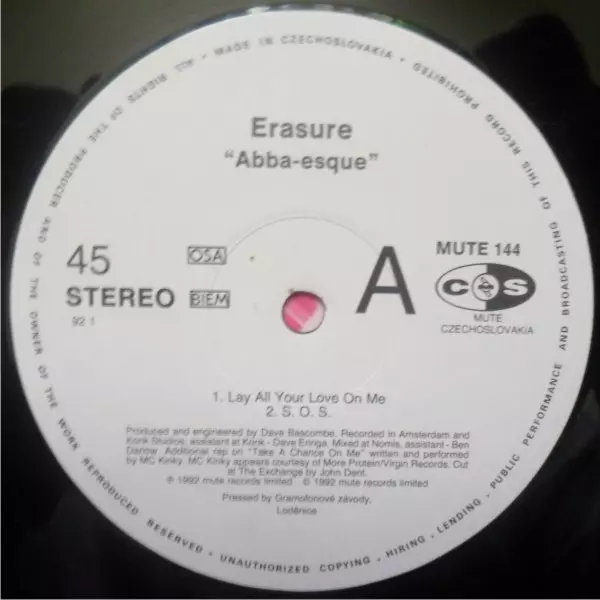 Erasure
"Abba-esque"
45
STEREO
92 1
OSA
BIEM
A
MUTE 144
C S
MUTE
CZECHOSLOVAKIA
1. Lay All Your Love On Me
2. S. O. S.
Produced and engineered by Dave Bascombe. Recorded in Amsterdam and
Konk Studios, assistant at Konk - Dave Eringa. Mixed at Nomis, assistant - Ben
Darlow. Additional rap on "Take A Chance On Me" written and performed
by MC Kinky. MC Kinky appears courtesy of More Protein/Virgin Records. Cut
at The Exchange by John Dent.
℗ 1992 mute records limited © 1992 mute records limited
Pressed by Gramofonové závody,
Loděnice
• MADE IN CZECHOSLOVAKIA • ALL RIGHTS OF THE PRODUCER AND OF THE OWNER OF THE WORK REPRODUCED RESERVED • UNAUTHORIZED COPYING • HIRING • LENDING • PUBLIC PERFORMANCE AND BROADCASTING OF THIS RECORD PROHIBITED